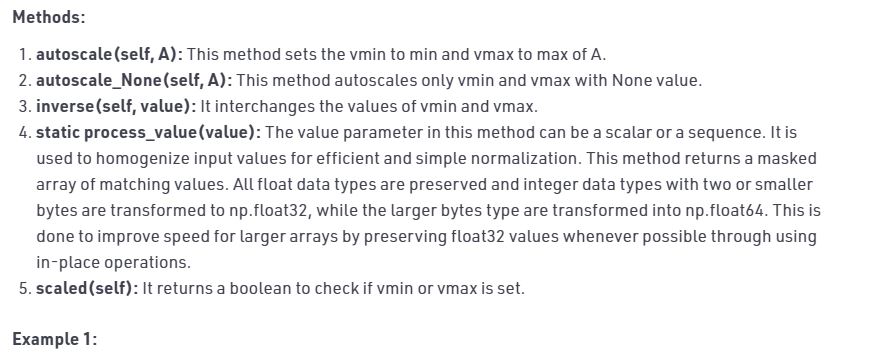 Methods:
1. autoscale(self, A): This method sets the vmin to min and vmax to max of A.
2. autoscale_None(self, A): This method autoscales only vmin and vmax with None value.
3. inverse(self, value): It interchanges the values of vmin and vmax.
4. static process_value(value): The value parameter in this method can be a scalar or a sequence. It is
used to homogenize input values for efficient and simple normalization. This method returns a masked
array of matching values. All float data types are preserved and integer data types with two or smaller
bytes are transformed to np.float32, while the larger bytes type are transformed into np.float64. This is
done to improve speed for larger arrays by preserving float32 values whenever possible through using
in-place operations.
5. scaled(self): It returns a boolean to check if vmin or vmax is set.
Example 1: